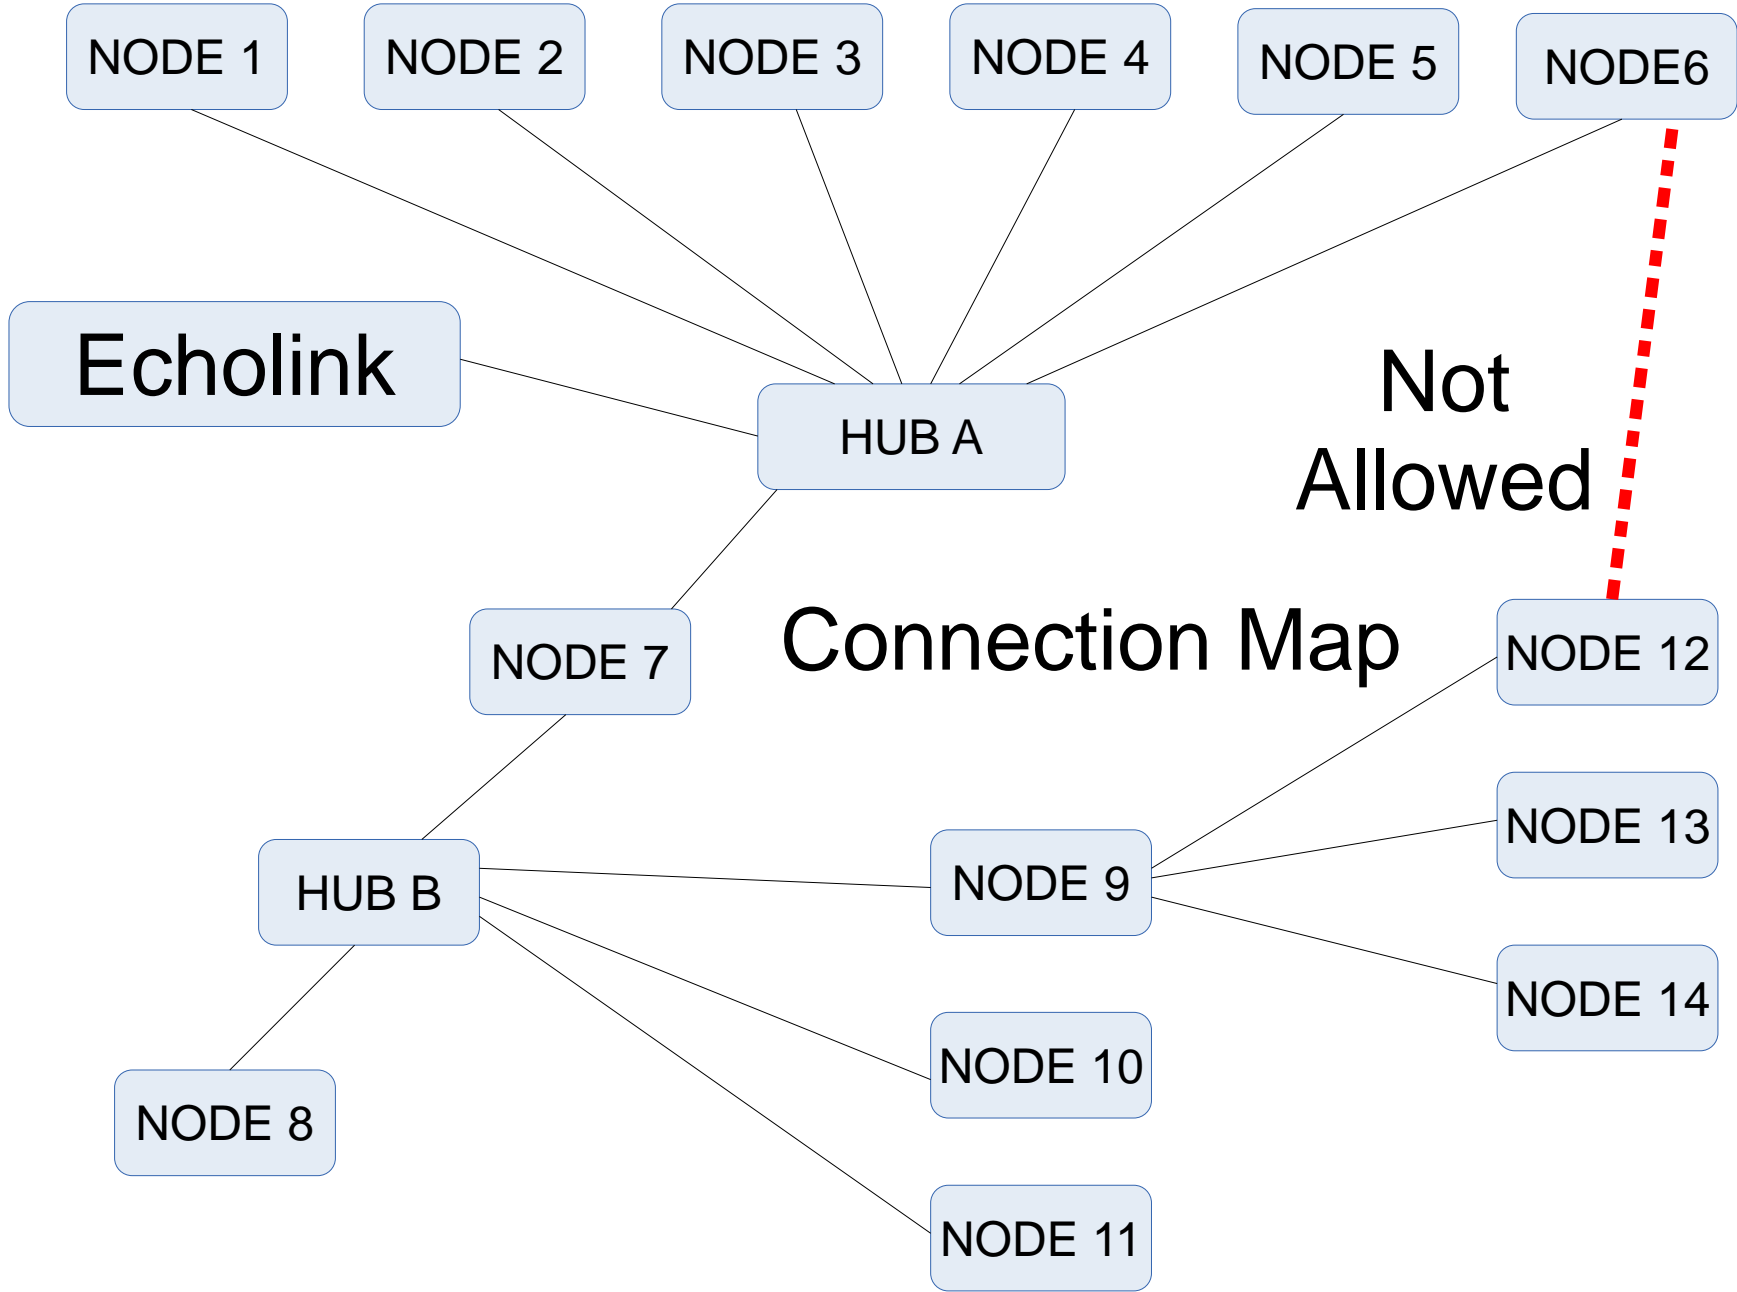 NODE 1
NODE 2
NODE 3
NODE 4
NODE 5
NODE6
Echolink
HUB A
Not
Allowed
NODE 7
Connection Map
NODE 12
HUB B
NODE 9
NODE 13
NODE 14
NODE 10
NODE 8
NODE 11